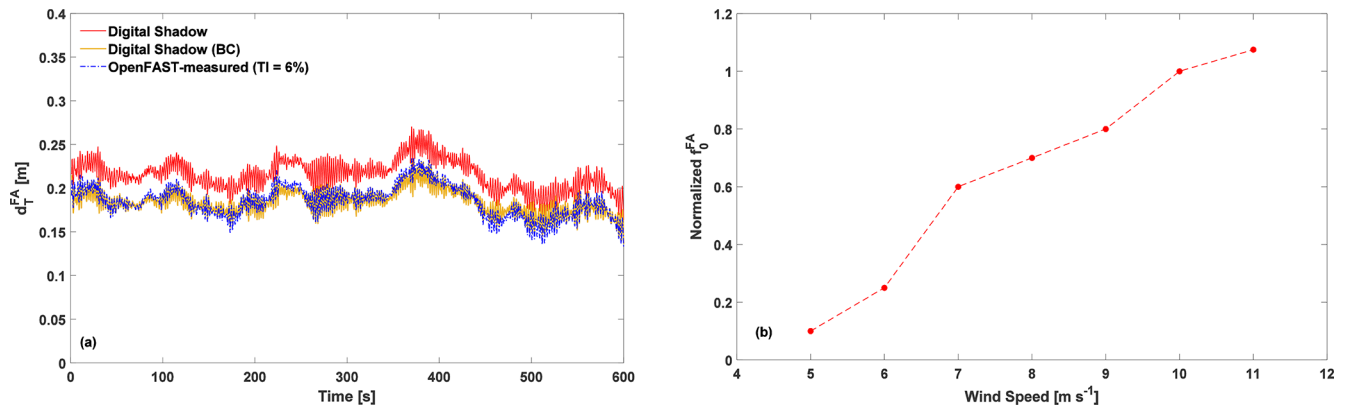 0.4
0.35
0.3
0.25
0.2
0.15
0.1
0.05
0
d_T^FA [m]
Digital Shadow
Digital Shadow (BC)
OpenFAST-measured (TI = 6%)
(a)
0 100 200 300 400 500 600
Time [s]
1.2
1
0.8
0.6
0.4
0.2
0
Normalized f_0^FA
(b)
4 5 6 7 8 9 10 11 12
Wind Speed [m s⁻¹]